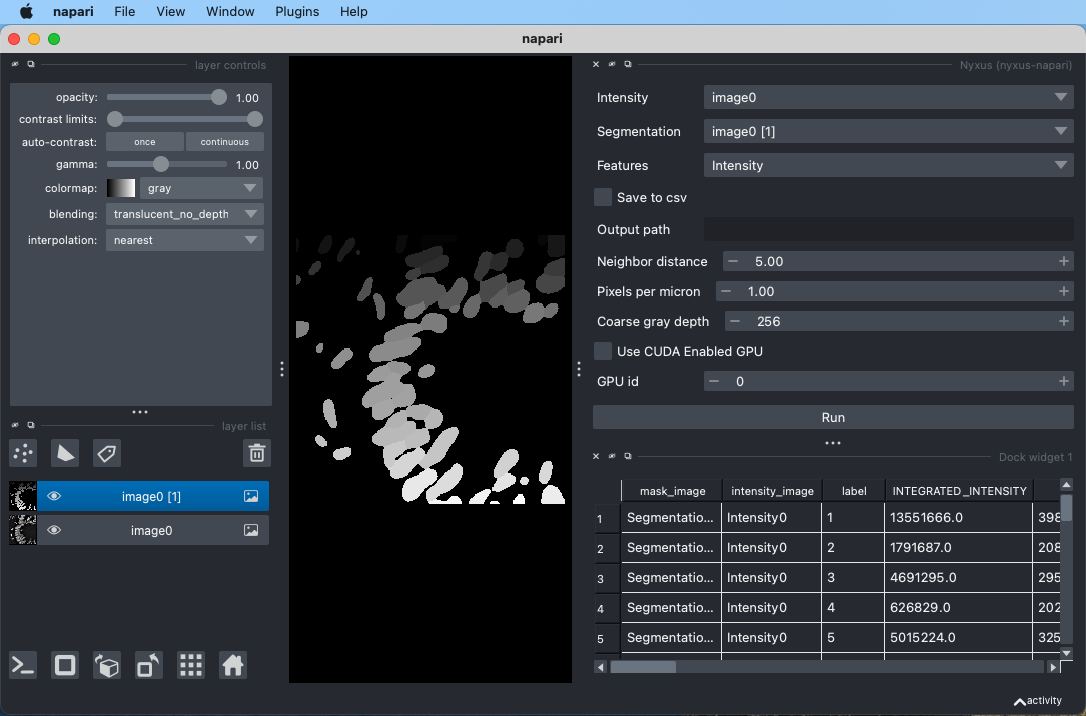 napari File View Window Plugins Help
napari
layer controls
opacity: 1.00
contrast limits:
auto-contrast: once continuous
gamma: 1.00
colormap: gray
blending: translucent_no_depth
interpolation: nearest
layer list
image0 [1]
image0
Nyxus (nyxus-napari)
Intensity image0
Segmentation image0 [1]
Features Intensity
Save to csv
Output path
Neighbor distance 5.00
Pixels per micron 1.00
Coarse gray depth 256
Use CUDA Enabled GPU
GPU id 0
Run
Dock widget 1
mask_image intensity_image label INTEGRATED_INTENSITY
1 Segmentatio... Intensity0 1 13551666.0 398
2 Segmentatio... Intensity0 2 1791687.0 208
3 Segmentatio... Intensity0 3 4691295.0 295
4 Segmentatio... Intensity0 4 626829.0 202
5 Segmentatio... Intensity0 5 5015224.0 325
activity